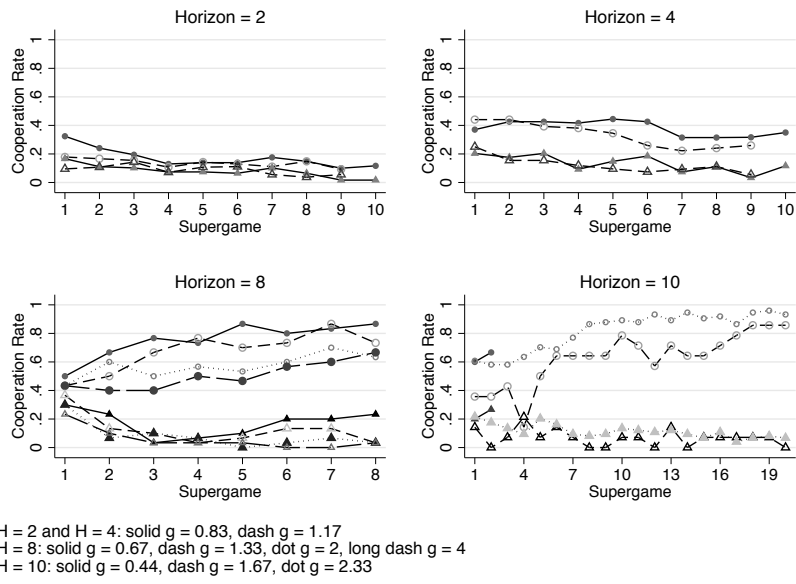 Horizon = 2
Cooperation Rate
0 .2 .4 .6 .8 1
1 2 3 4 5 6 7 8 9 10
Supergame
Horizon = 4
Cooperation Rate
0 .2 .4 .6 .8 1
1 2 3 4 5 6 7 8 9 10
Supergame
Horizon = 8
Cooperation Rate
0 .2 .4 .6 .8 1
1 2 3 4 5 6 7 8
Supergame
Horizon = 10
Cooperation Rate
0 .2 .4 .6 .8 1
1 4 7 10 13 16 19
Supergame
H = 2 and H = 4: solid g = 0.83, dash g = 1.17
H = 8: solid g = 0.67, dash g = 1.33, dot g = 2, long dash g = 4
H = 10: solid g = 0.44, dash g = 1.67, dot g = 2.33